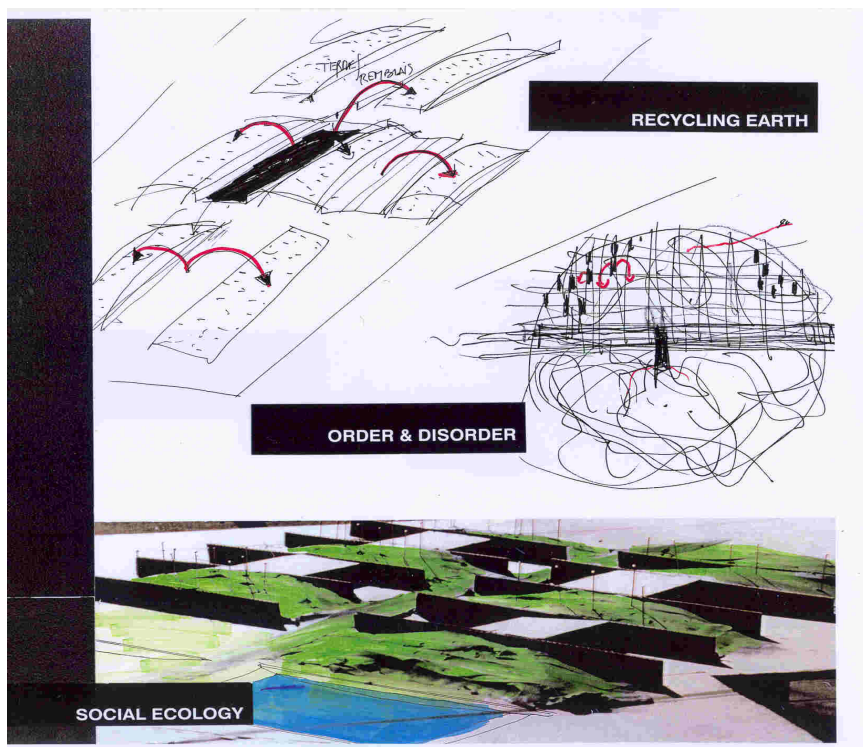 TERRE/
REMBLAIS
RECYCLING EARTH
ORDER & DISORDER
SOCIAL ECOLOGY